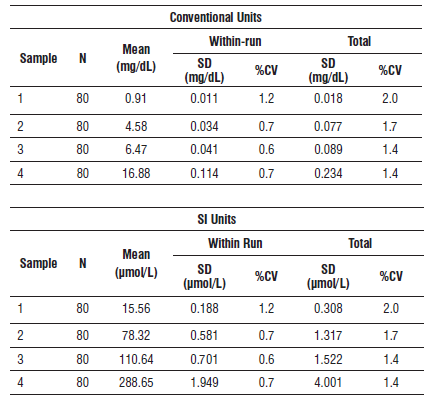 Conventional Units
Sample N Mean (mg/dL) Within-run Total
SD (mg/dL) %CV SD (mg/dL) %CV
1 80 0.91 0.011 1.2 0.018 2.0
2 80 4.58 0.034 0.7 0.077 1.7
3 80 6.47 0.041 0.6 0.089 1.4
4 80 16.88 0.114 0.7 0.234 1.4
SI Units
Sample N Mean (µmol/L) Within Run Total
SD (µmol/L) %CV SD (µmol/L) %CV
1 80 15.56 0.188 1.2 0.308 2.0
2 80 78.32 0.581 0.7 1.317 1.7
3 80 110.64 0.701 0.6 1.522 1.4
4 80 288.65 1.949 0.7 4.001 1.4